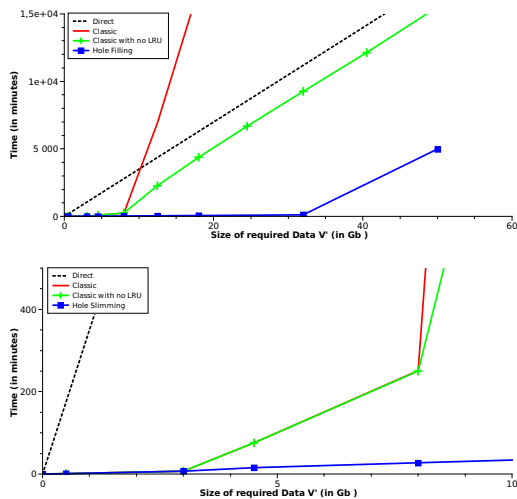 1,5e+04
Direct
Classic
Classic with no LRU
Hole Filling
1e+04
5 000
0
Time (in minutes)
0
20
40
60
Size of required Data V' (in Gb )
Direct
Classic
Classic with no LRU
Hole Slimming
400
200
0
Time (in minutes)
0
5
10
Size of required Data V' (in Gb )